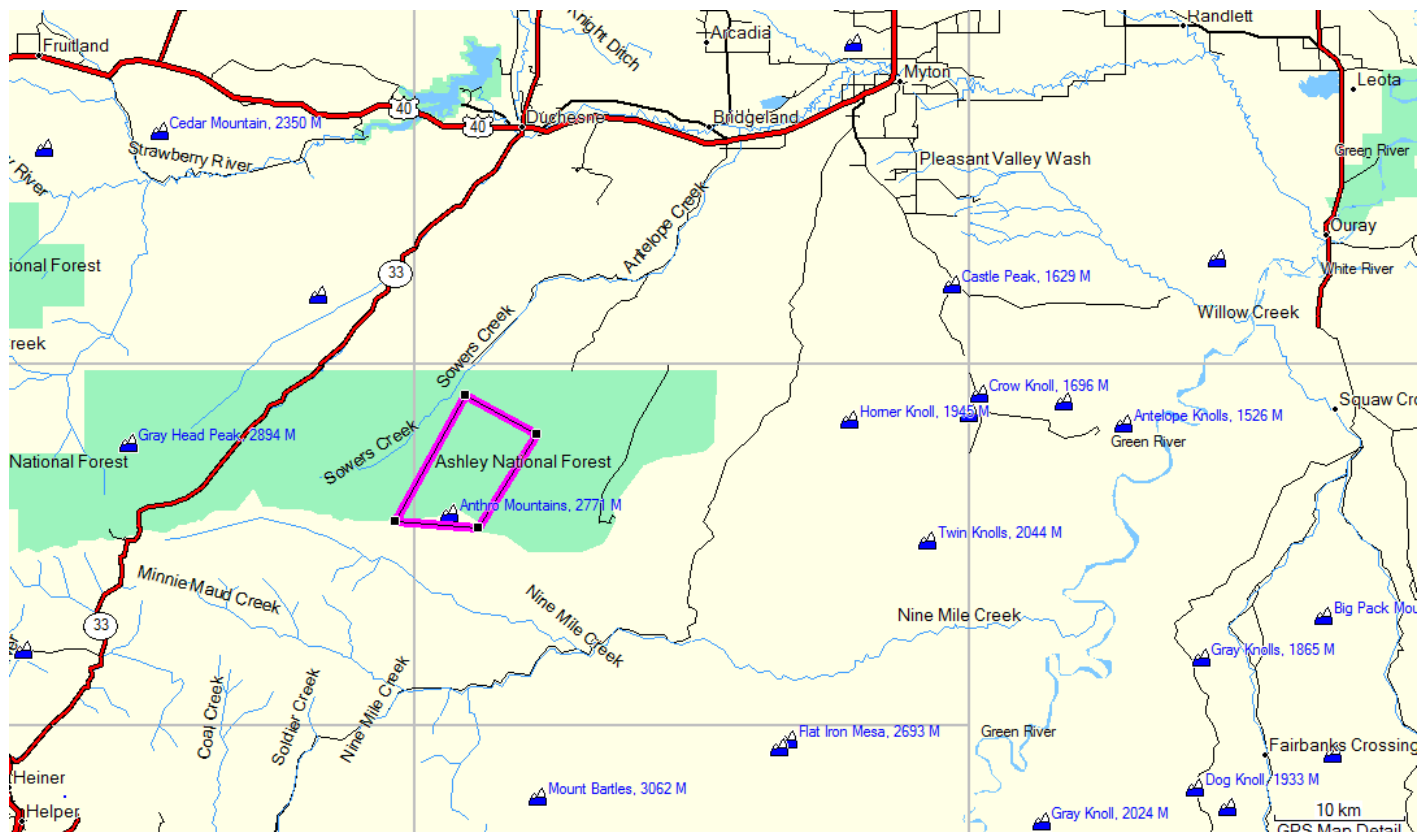 Fruitland
Knight Ditch
Arcadia
Randlett
Myton
Leota
40
40
Duchesne
Bridgeland
Cedar Mountain, 2350 M
Strawberry River
River
Pleasant Valley Wash
Green River
Antelope Creek
Ouray
ional Forest
33
White River
Castle Peak, 1629 M
Willow Creek
reek
Sowers Creek
Crow Knoll, 1696 M
Squaw Cro
Horner Knoll, 1945 M
Antelope Knolls, 1526 M
Gray Head Peak, 2894 M
Green River
Sowers Creek
National Forest
Ashley National Forest
Anthro Mountains, 2771 M
Twin Knolls, 2044 M
Minnie Maud Creek
Nine Mile Creek
Nine Mile Creek
Big Pack Mou
33
Gray Knolls, 1865 M
Coal Creek
Soldier Creek
Nine Mile Creek
Flat Iron Mesa, 2693 M
Green River
Fairbanks Crossing
Heiner
Mount Bartles, 3062 M
Dog Knoll, 1933 M
Helper
Gray Knoll, 2024 M
10 km
GPS Map Detail